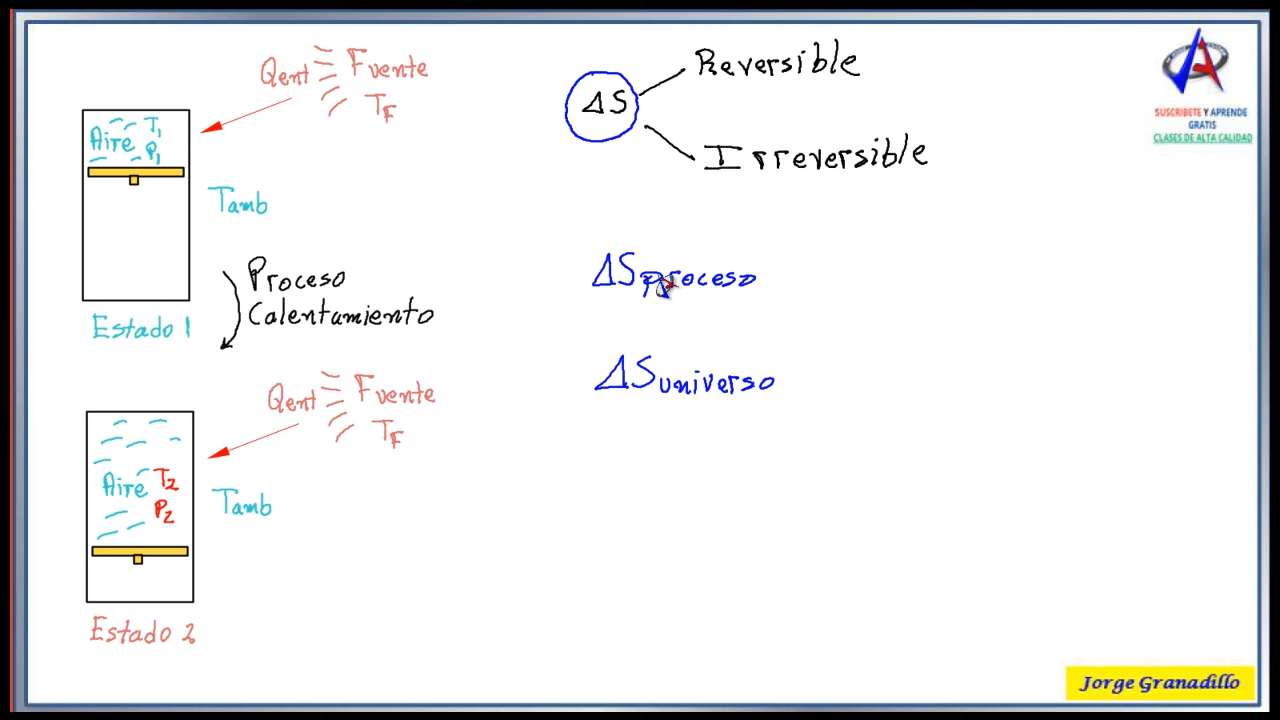 Qent Fuente
TF
Aire T1
P1
Tamb
Estado 1
Proceso
Calentamiento
Qent Fuente
TF
Aire T2
P2
Tamb
Estado 2
ΔS
Reversible
Irreversible
ΔSproceso
ΔSuniverso
SUSCRIBETE Y APRENDE
GRATIS
CLASES DE ALTA CALIDAD
Jorge Granadillo